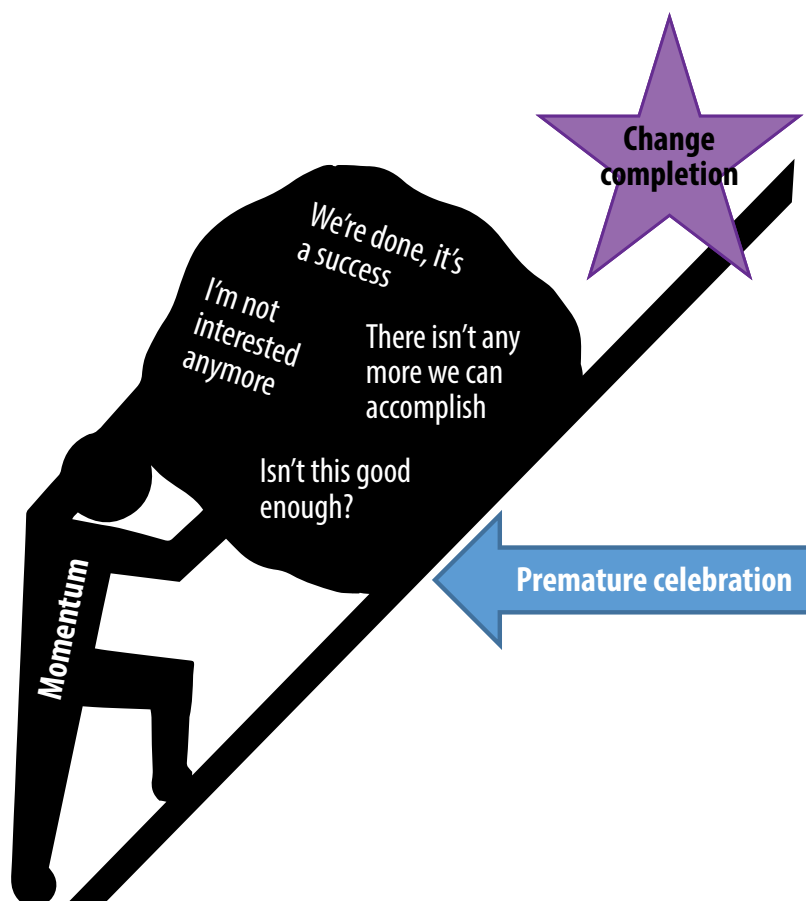 Change
completion
We’re done, it’s
a success
I’m not
interested
anymore
There isn’t any
more we can
accomplish
Isn’t this good
enough?
Premature celebration
Momentum